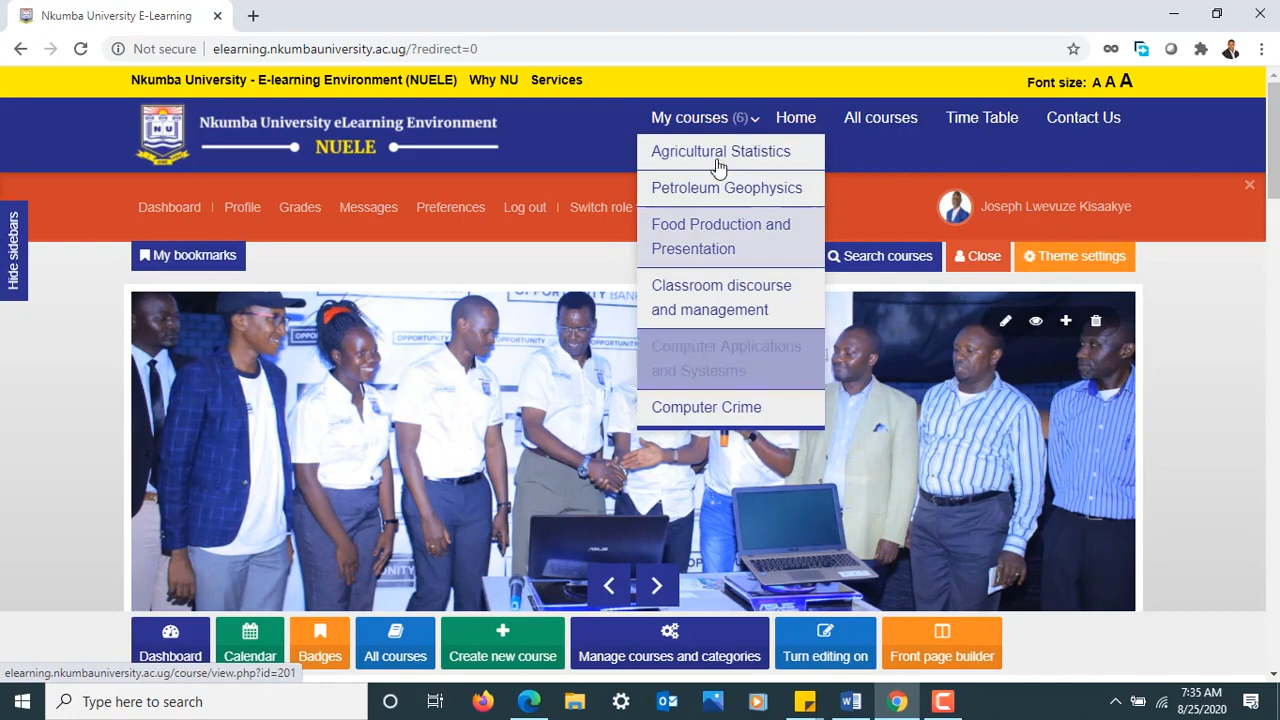 Nkumba University E-Learning
Not secure
elearning.nkumbauniversity.ac.ug/?redirect=0
Nkumba University - E-learning Environment (NUELE) Why NU Services
Font size: A A A
Nkumba University eLearning Environment
NUELE
My courses (6) Home All courses Time Table Contact Us
Agricultural Statistics
Petroleum Geophysics
Food Production and
Presentation
Classroom discourse
and management
Computer Applications
and Systesms
Computer Crime
Dashboard Profile Grades Messages Preferences Log out Switch role
Joseph Lwevuze Kisaakye
Hide sidebars
My bookmarks
Search courses
Close
Theme settings
OPPORTUNITY
ASUS
Dashboard
Calendar
Badges
All courses
Create new course
Manage courses and categories
Turn editing on
Front page builder
elearning.nkumbauniversity.ac.ug/course/view.php?id=201
Type here to search
7:35 AM
8/25/2020